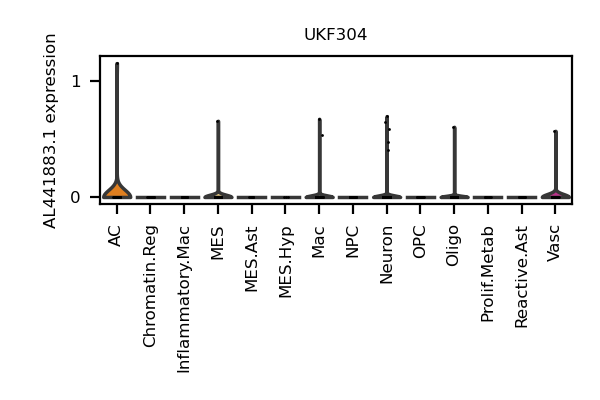 UKF304
AL441883.1 expression
1
0
AC
Chromatin.Reg
Inflammatory.Mac
MES
MES.Ast
MES.Hyp
Mac
NPC
Neuron
OPC
Oligo
Prolif.Metab
Reactive.Ast
Vasc